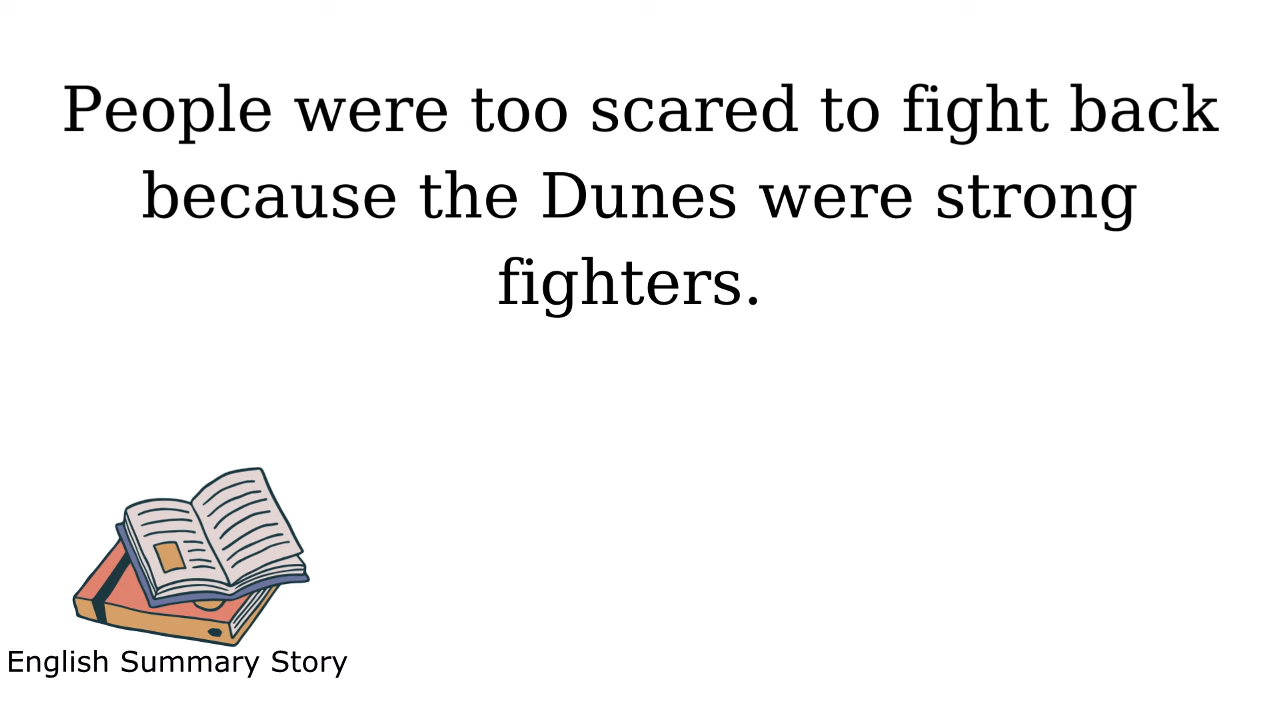 People were too scared to fight back
because the Dunes were strong
fighters.
English Summary Story